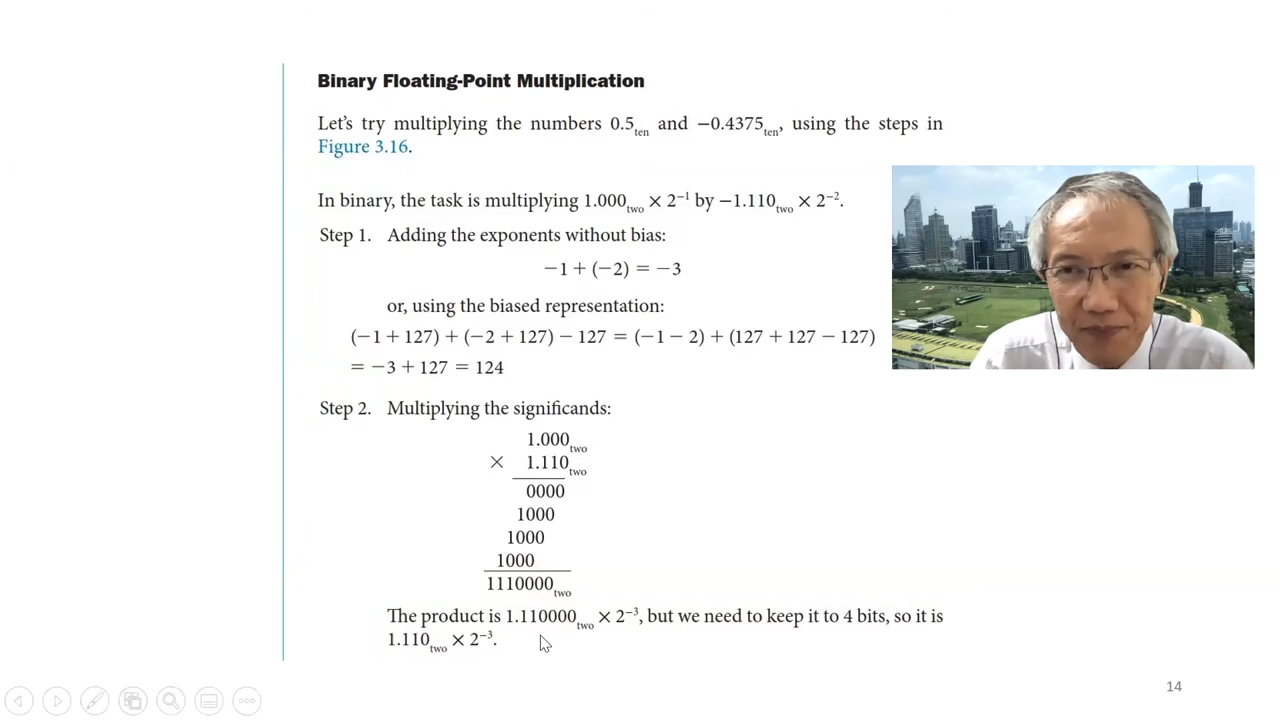 Binary Floating-Point Multiplication
Let's try multiplying the numbers 0.5ten and −0.4375ten, using the steps in
Figure 3.16.
In binary, the task is multiplying 1.000two × 2⁻¹ by −1.110two × 2⁻².
Step 1. Adding the exponents without bias:
−1 + (−2) = −3
or, using the biased representation:
(−1 + 127) + (−2 + 127) − 127 = (−1 − 2) + (127 + 127 − 127)
= −3 + 127 = 124
Step 2. Multiplying the significands:
1.000two
× 1.110two
0000
1000
1000
1000
1110000two
The product is 1.110000two × 2⁻³, but we need to keep it to 4 bits, so it is
1.110two × 2⁻³.
14